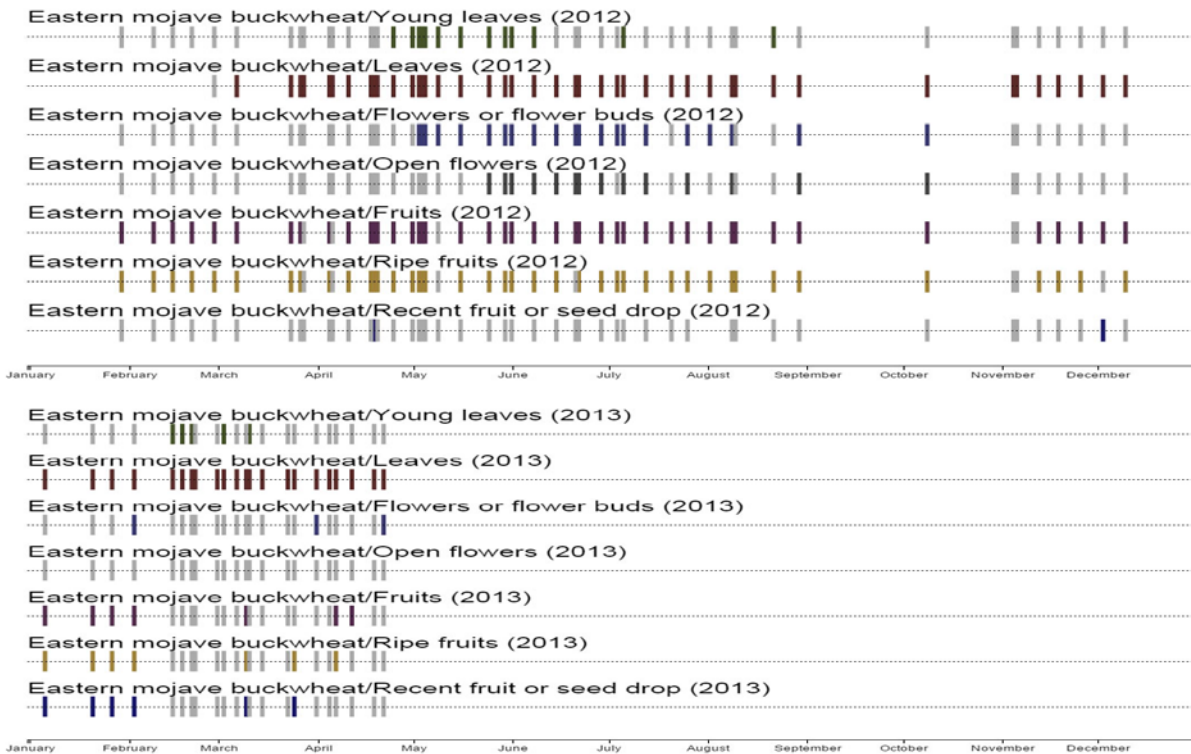 Eastern mojave buckwheat/Young leaves (2012)
Eastern mojave buckwheat/Leaves (2012)
Eastern mojave buckwheat/Flowers or flower buds (2012)
Eastern mojave buckwheat/Open flowers (2012)
Eastern mojave buckwheat/Fruits (2012)
Eastern mojave buckwheat/Ripe fruits (2012)
Eastern mojave buckwheat/Recent fruit or seed drop (2012)
January February March April May June July August September October November December
Eastern mojave buckwheat/Young leaves (2013)
Eastern mojave buckwheat/Leaves (2013)
Eastern mojave buckwheat/Flowers or flower buds (2013)
Eastern mojave buckwheat/Open flowers (2013)
Eastern mojave buckwheat/Fruits (2013)
Eastern mojave buckwheat/Ripe fruits (2013)
Eastern mojave buckwheat/Recent fruit or seed drop (2013)
January February March April May June July August September October November December